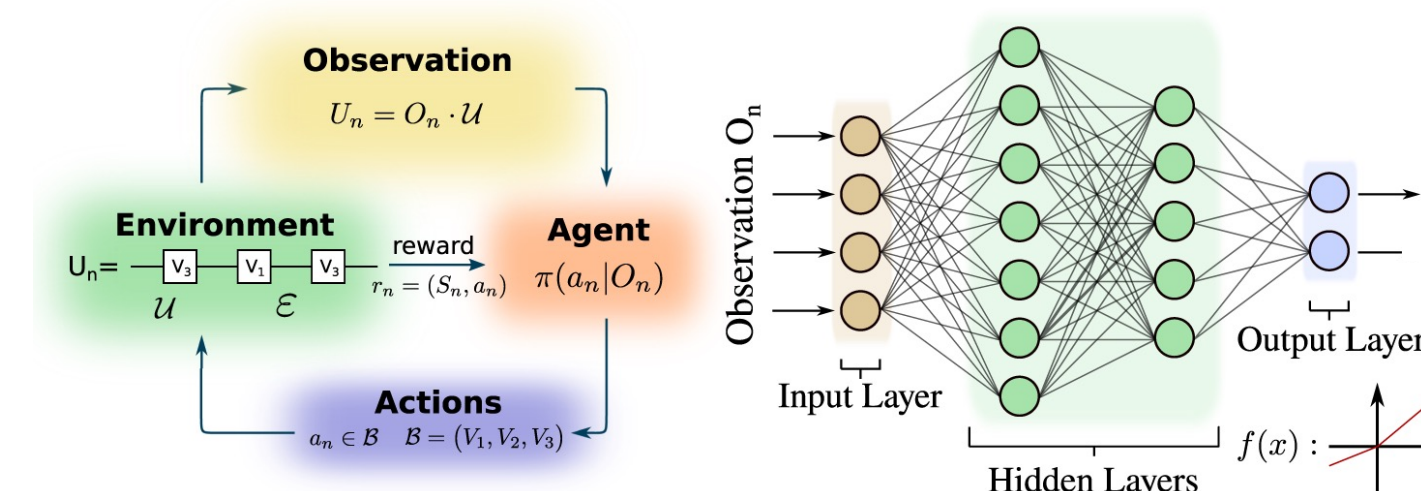 Observation
Uₙ = Oₙ · 𝒰
Environment
Uₙ=
V₃
V₁
V₃
𝒰
ℰ
reward
rₙ = (Sₙ, aₙ)
Agent
π(aₙ|Oₙ)
Actions
aₙ ∈ ℬ ℬ = (V₁, V₂, V₃)
Observation Oₙ
Input Layer
Hidden Layers
Output Layer
f(x) :